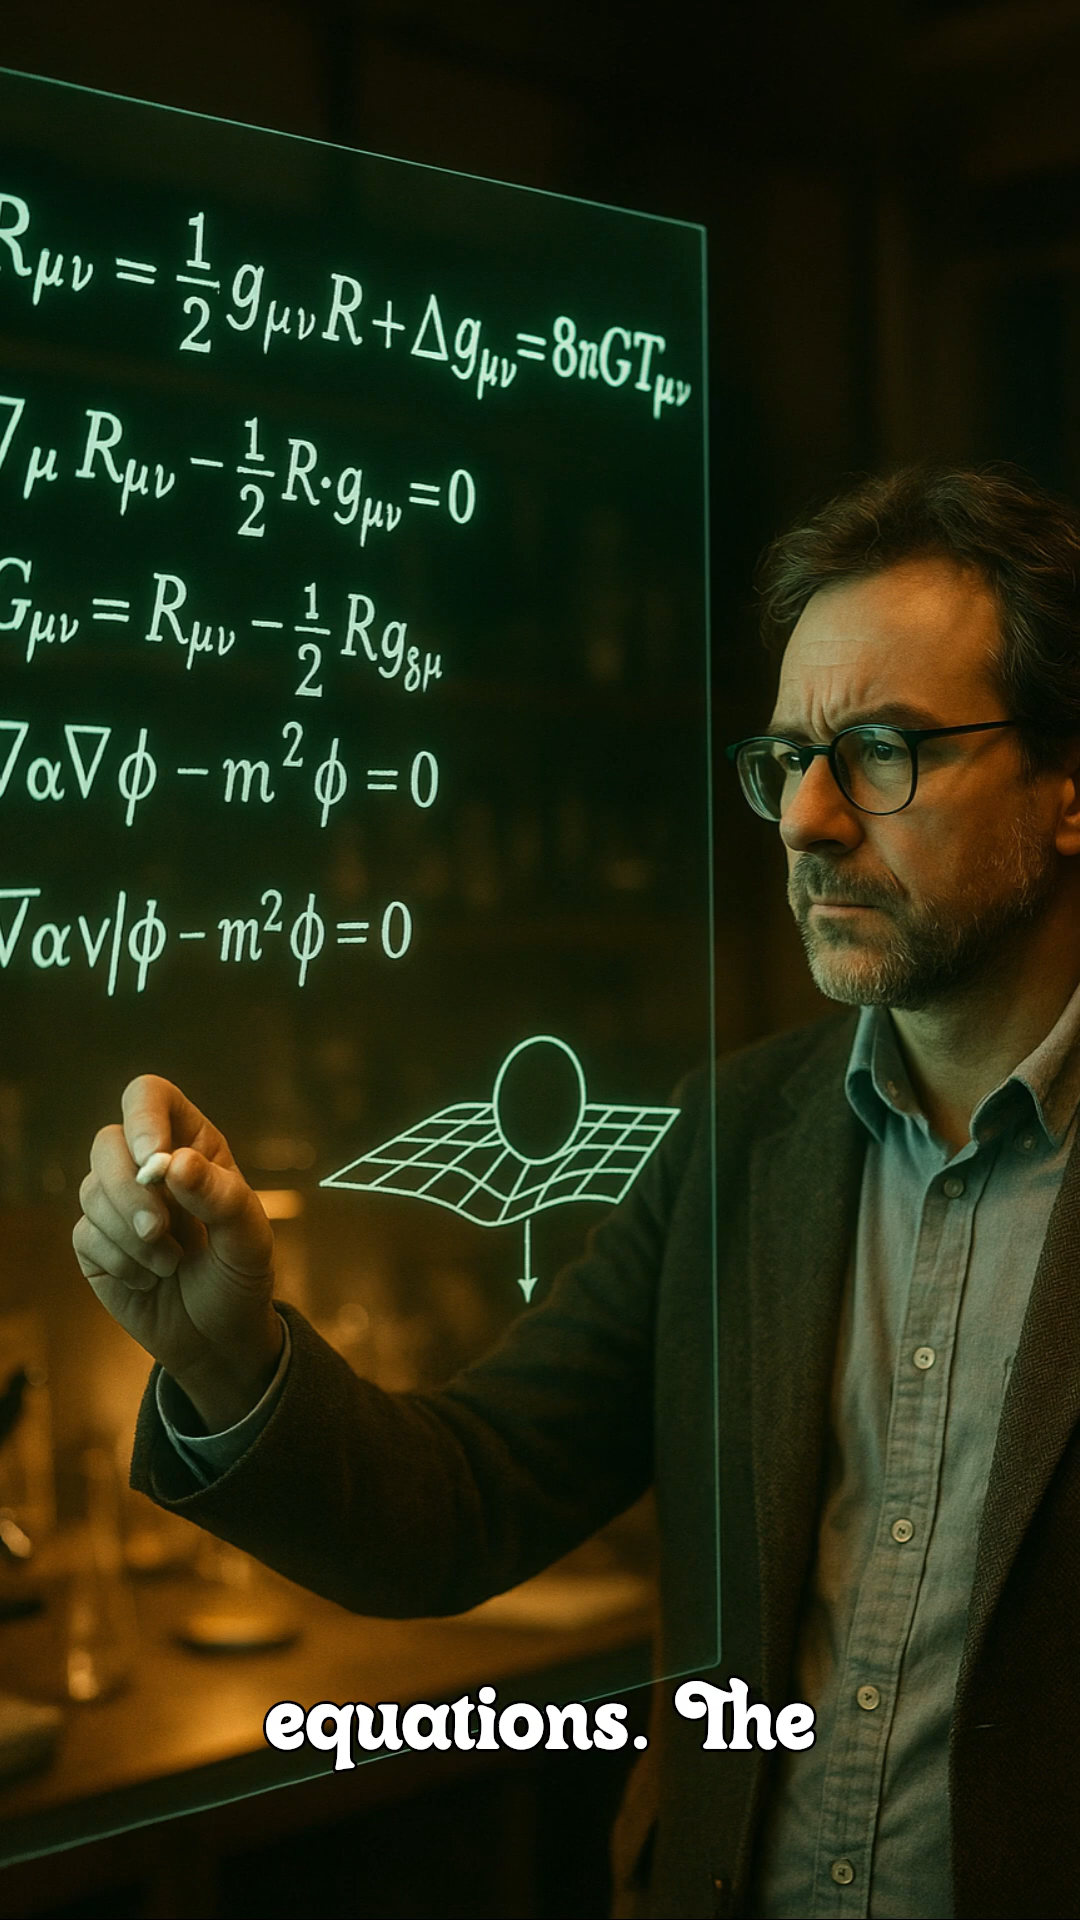 Rμν = 1/2 gμν R + Δgμν = 8nGTμν
∇μ Rμν − 1/2 R·gμν = 0
Gμν = Rμν − 1/2 Rg8μ
∇α∇ϕ − m²ϕ = 0
∇αν|ϕ − m²ϕ = 0
equations. The